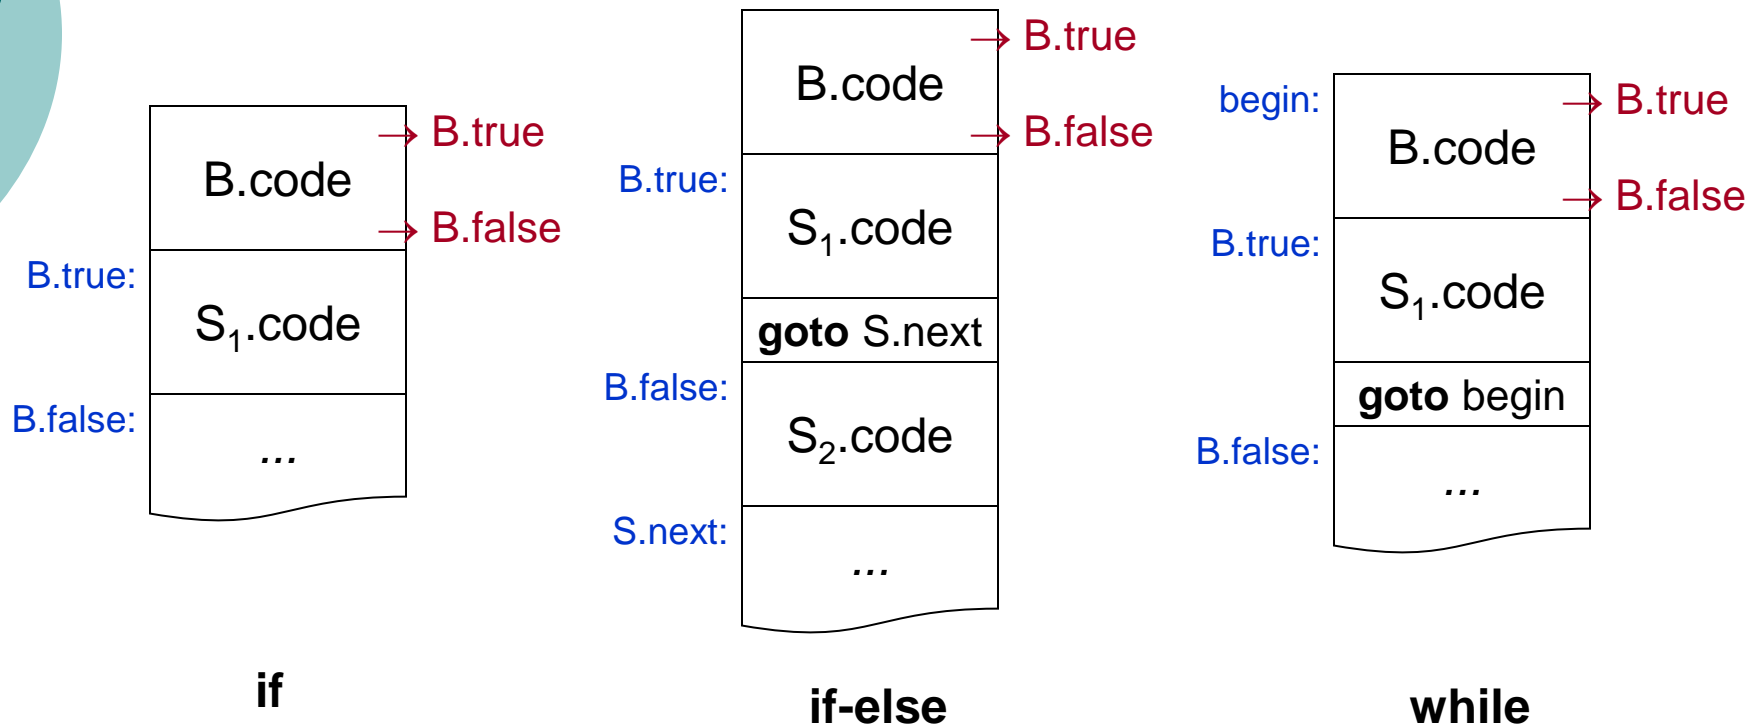 B.code
→ B.true
→ B.false
B.true:
S₁.code
B.false:
...
if
B.code
→ B.true
→ B.false
B.true:
S₁.code
goto S.next
B.false:
S₂.code
S.next:
...
if-else
begin:
B.code
→ B.true
→ B.false
B.true:
S₁.code
goto begin
B.false:
...
while